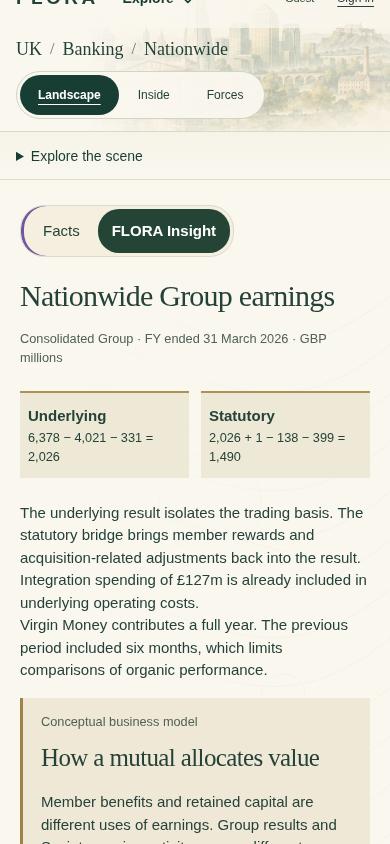 FLORA Explore Guest Sign in
UK / Banking / Nationwide
Landscape Inside Forces
▶ Explore the scene
Facts FLORA Insight
Nationwide Group earnings
Consolidated Group · FY ended 31 March 2026 · GBP
millions
Underlying
6,378 − 4,021 − 331 =
2,026
Statutory
2,026 + 1 − 138 − 399 =
1,490
The underlying result isolates the trading basis. The
statutory bridge brings member rewards and
acquisition-related adjustments back into the result.
Integration spending of £127m is already included in
underlying operating costs.
Virgin Money contributes a full year. The previous
period included six months, which limits
comparisons of organic performance.
Conceptual business model
How a mutual allocates value
Member benefits and retained capital are
different uses of earnings. Group results and